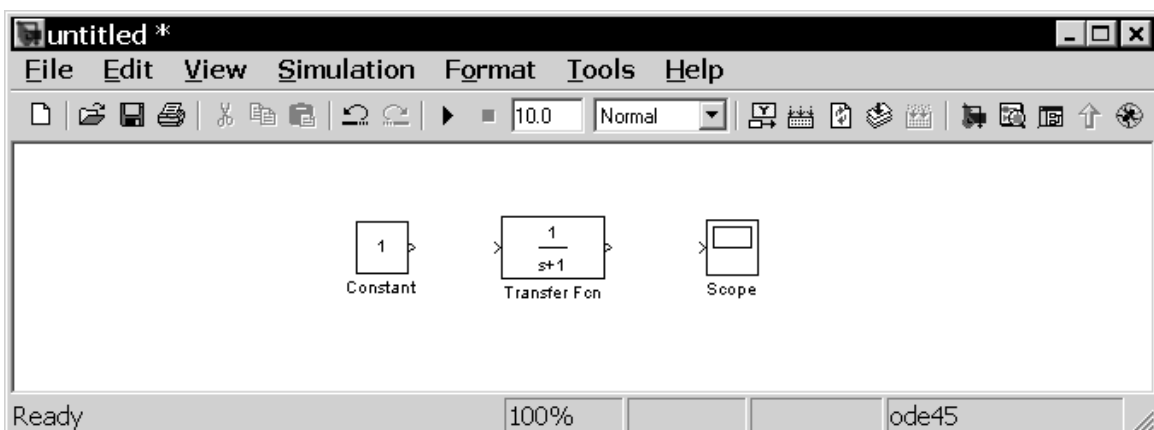 untitled *
File Edit View Simulation Format Tools Help
10.0 Normal
1
1
s+1
Constant
Transfer Fcn
Scope
Ready 100% ode45